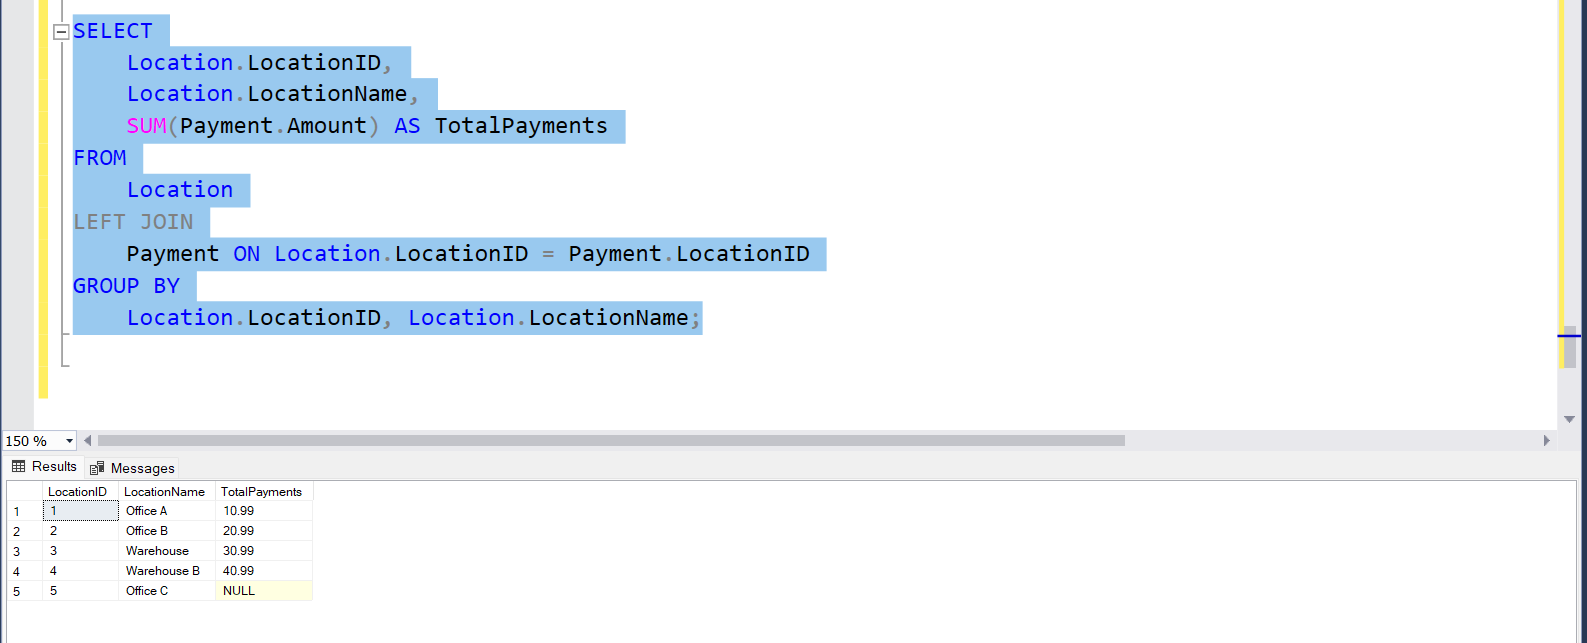 SELECT
Location.LocationID,
Location.LocationName,
SUM(Payment.Amount) AS TotalPayments
FROM
Location
LEFT JOIN
Payment ON Location.LocationID = Payment.LocationID
GROUP BY
Location.LocationID, Location.LocationName;
150 %
Results Messages
LocationID LocationName TotalPayments
1 1 Office A 10.99
2 2 Office B 20.99
3 3 Warehouse 30.99
4 4 Warehouse B 40.99
5 5 Office C NULL